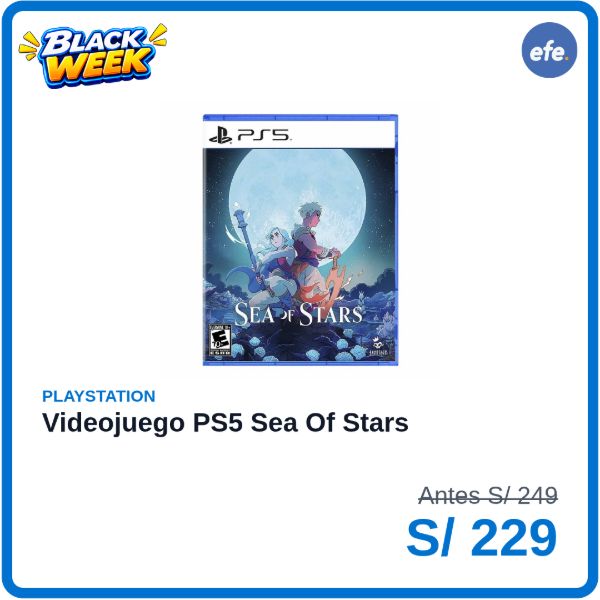 BLACK
WEEK
efe.
PS5
SEA OF STARS
E
PLAYSTATION
Videojuego PS5 Sea Of Stars
Antes S/ 249
S/ 229